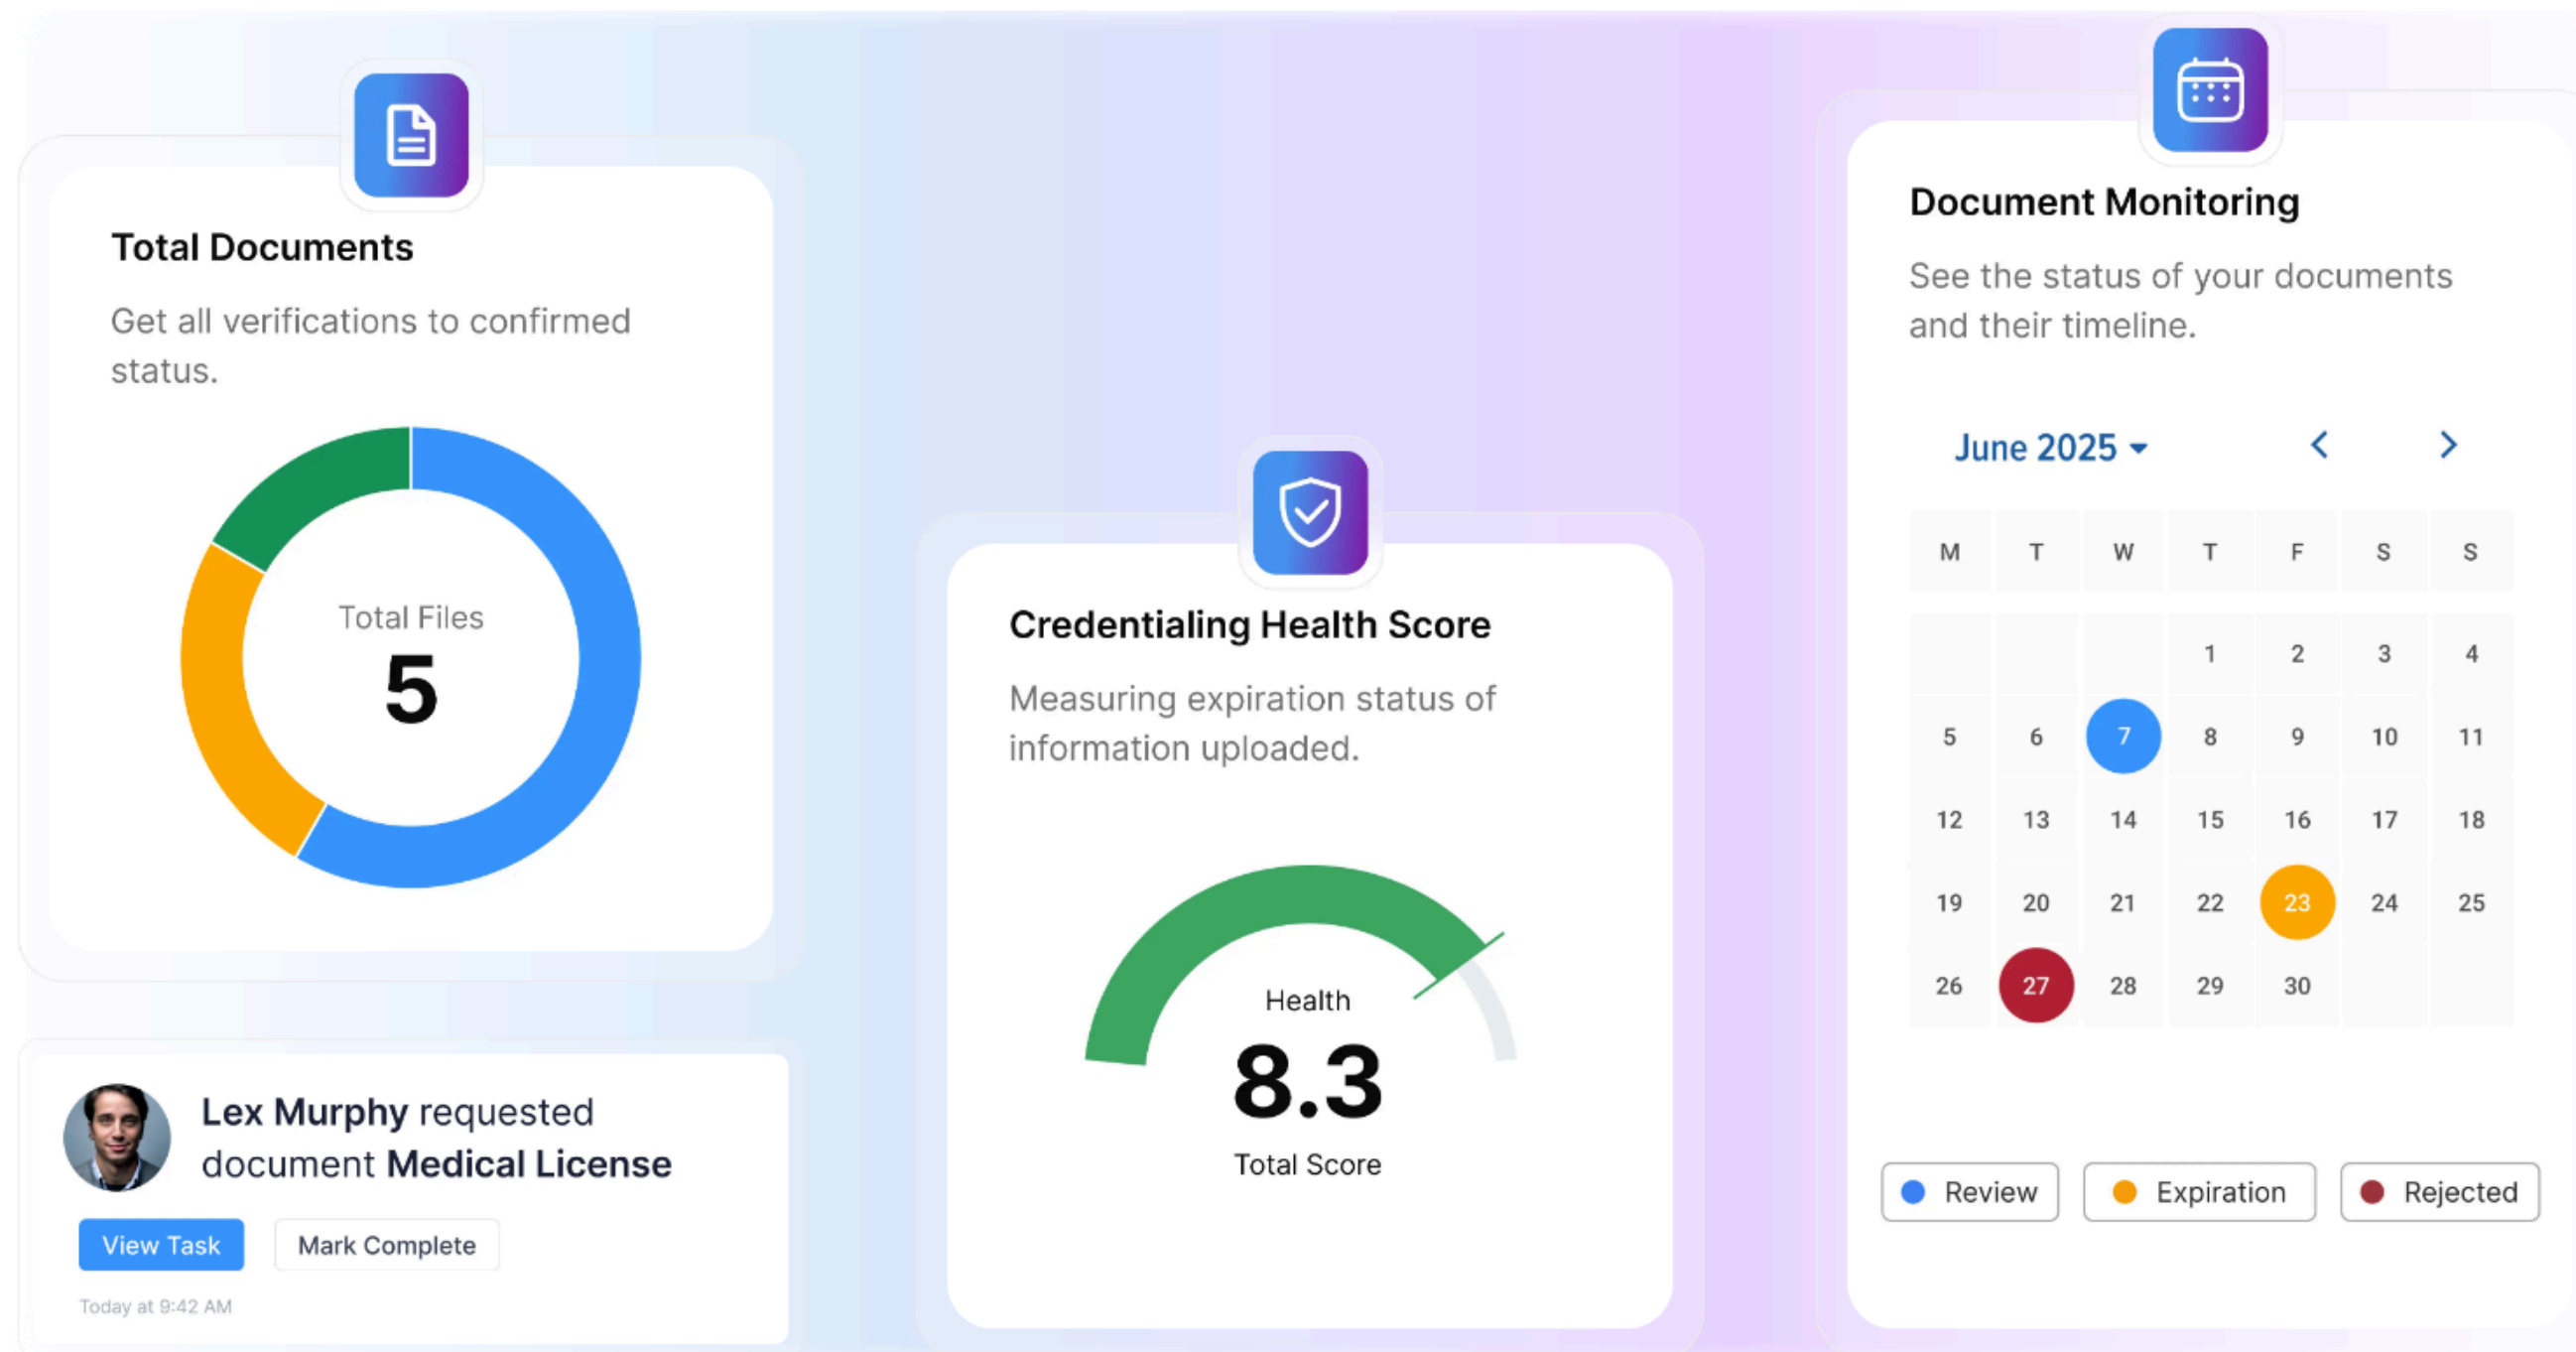 Total Documents
Get all verifications to confirmed
status.
Total Files
5
Lex Murphy requested
document Medical License
View Task
Mark Complete
Today at 9:42 AM
Credentialing Health Score
Measuring expiration status of
information uploaded.
Health
8.3
Total Score
Document Monitoring
See the status of your documents
and their timeline.
June 2025
M T W T F S S
1 2 3 4
5 6 7 8 9 10 11
12 13 14 15 16 17 18
19 20 21 22 23 24 25
26 27 28 29 30
Review
Expiration
Rejected